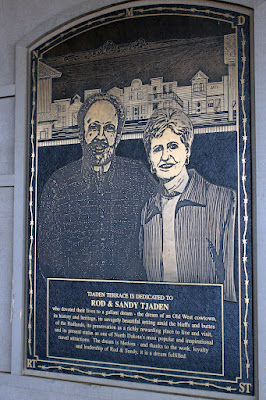 M D
TJADEN TERRACE IS DEDICATED TO
ROD & SANDY TJADEN
who devoted their lives to a gallant dream - the dream of an Old West cowtown,
its history and heritage, its savagely beautiful setting amid the bluffs and buttes
of the Badlands, its preservation as a richly rewarding place to live and visit,
and its present status as one of North Dakota's most popular and inspirational
travel attractions. The dream is Medora - and thanks to the work, loyalty
and leadership of Rod & Sandy, it is a dream fulfilled.
RT ST